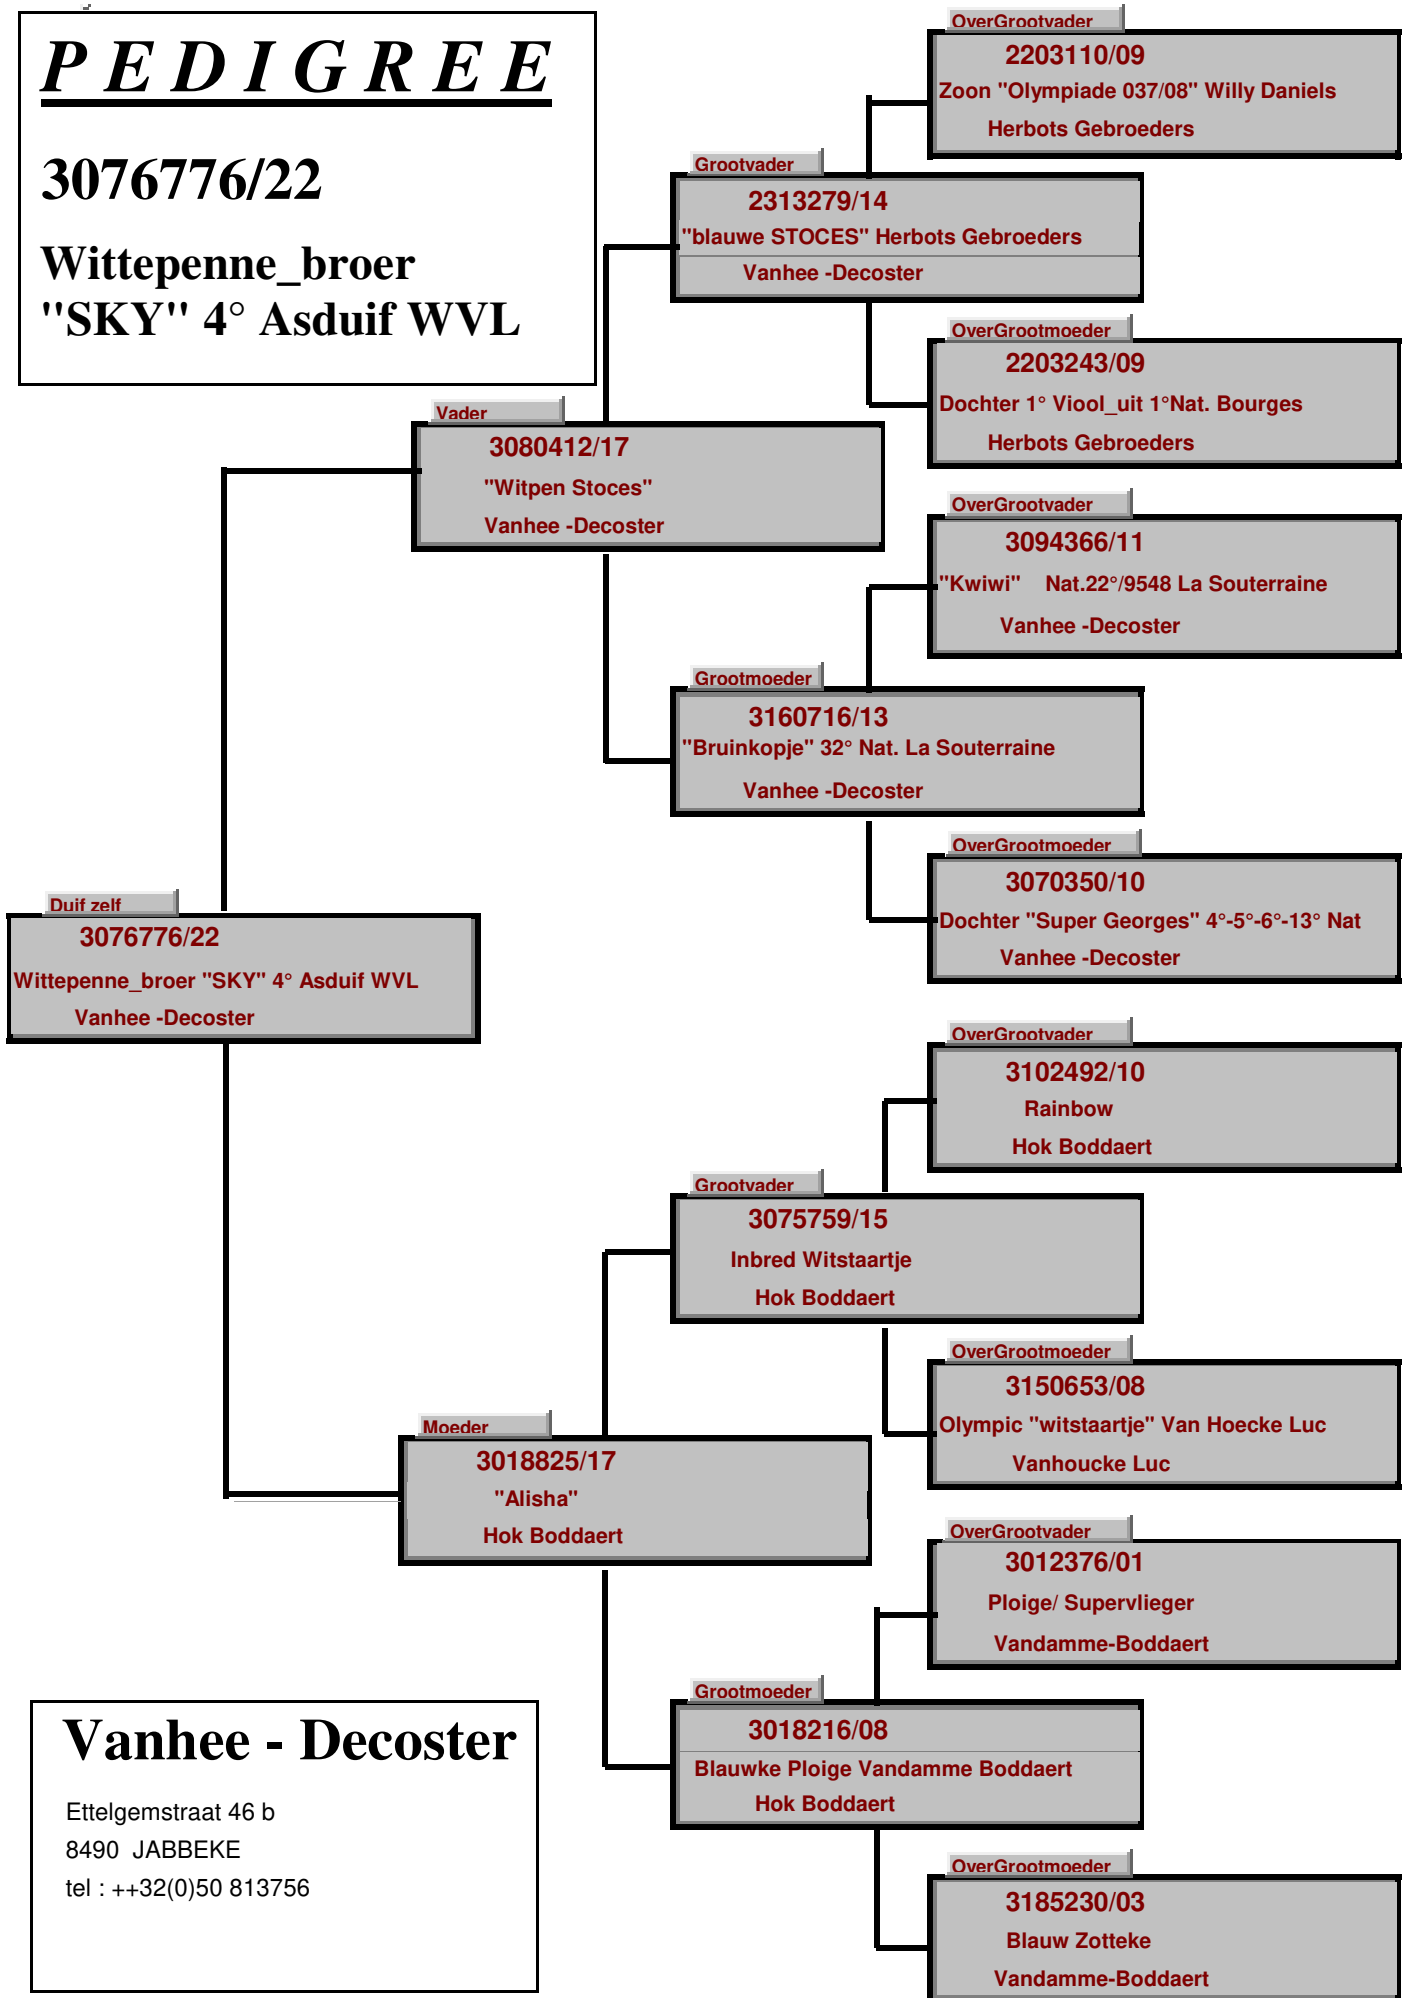 P E D I G R E E
3076776/22
Wittepenne_broer
"SKY" 4° Asduif WVL
OverGrootvader
2203110/09
Zoon "Olympiade 037/08" Willy Daniels
Herbots Gebroeders
Grootvader
2313279/14
"blauwe STOCES" Herbots Gebroeders
Vanhee -Decoster
OverGrootmoeder
2203243/09
Dochter 1° Viool_uit 1°Nat. Bourges
Herbots Gebroeders
Vader
3080412/17
"Witpen Stoces"
Vanhee -Decoster
OverGrootvader
3094366/11
"Kwiwi" Nat.22°/9548 La Souterraine
Vanhee -Decoster
Grootmoeder
3160716/13
"Bruinkopje" 32° Nat. La Souterraine
Vanhee -Decoster
OverGrootmoeder
3070350/10
Dochter "Super Georges" 4°-5°-6°-13° Nat
Vanhee -Decoster
Duif zelf
3076776/22
Wittepenne_broer "SKY" 4° Asduif WVL
Vanhee -Decoster
OverGrootvader
3102492/10
Rainbow
Hok Boddaert
Grootvader
3075759/15
Inbred Witstaartje
Hok Boddaert
OverGrootmoeder
3150653/08
Olympic "witstaartje" Van Hoecke Luc
Vanhoucke Luc
Moeder
3018825/17
"Alisha"
Hok Boddaert
OverGrootvader
3012376/01
Ploige/ Supervlieger
Vandamme-Boddaert
Grootmoeder
3018216/08
Blauwke Ploige Vandamme Boddaert
Hok Boddaert
OverGrootmoeder
3185230/03
Blauw Zotteke
Vandamme-Boddaert
Vanhee - Decoster
Ettelgemstraat 46 b
8490 JABBEKE
tel : ++32(0)50 813756